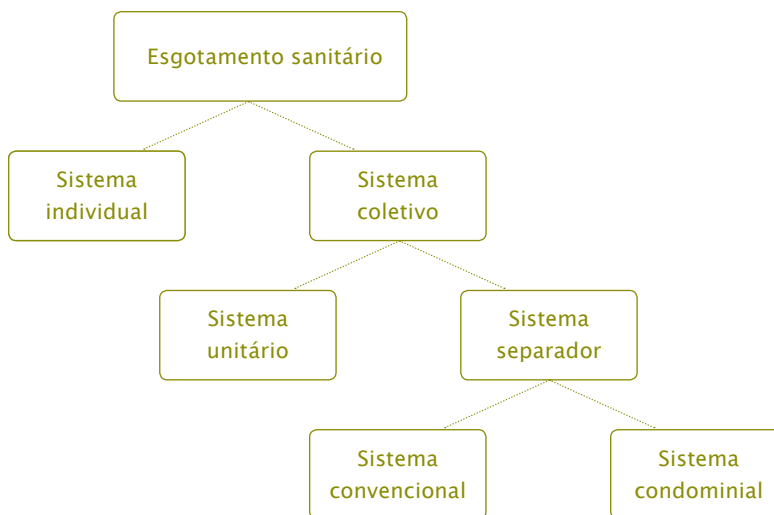 Esgotamento sanitário
Sistema
individual
Sistema
coletivo
Sistema
unitário
Sistema
separador
Sistema
convencional
Sistema
condominial